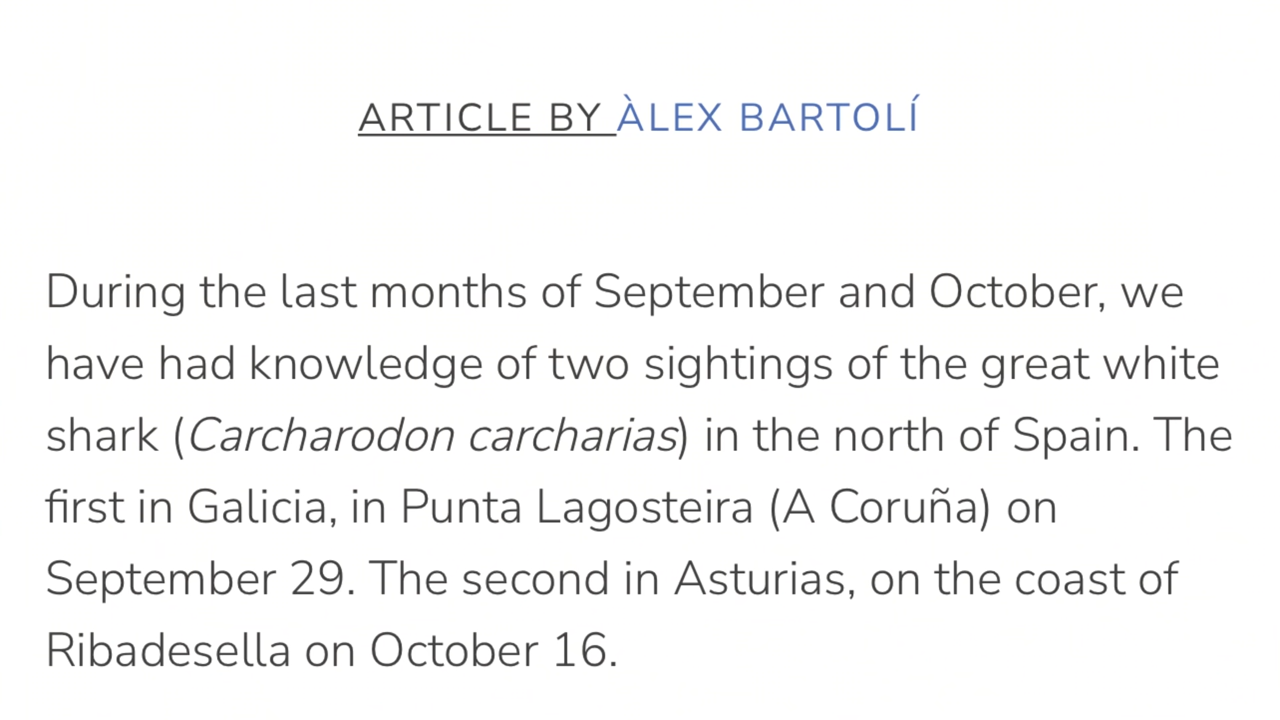 ARTICLE BY ÀLEX BARTOLÍ
During the last months of September and October, we
have had knowledge of two sightings of the great white
shark (Carcharodon carcharias) in the north of Spain. The
first in Galicia, in Punta Lagosteira (A Coruña) on
September 29. The second in Asturias, on the coast of
Ribadesella on October 16.